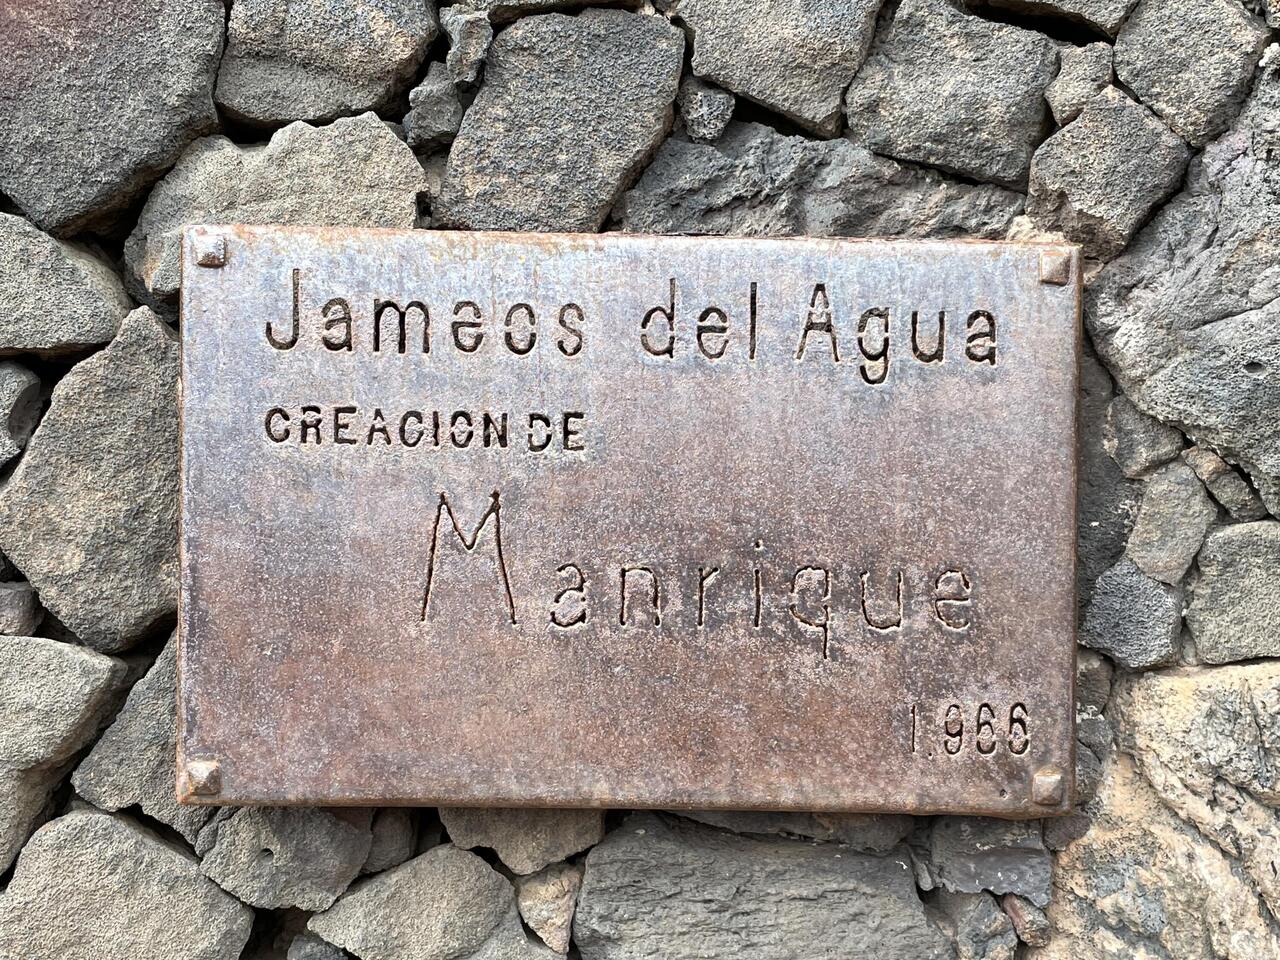 Jameos del Agua
CREACION DE
Manrique
1.966